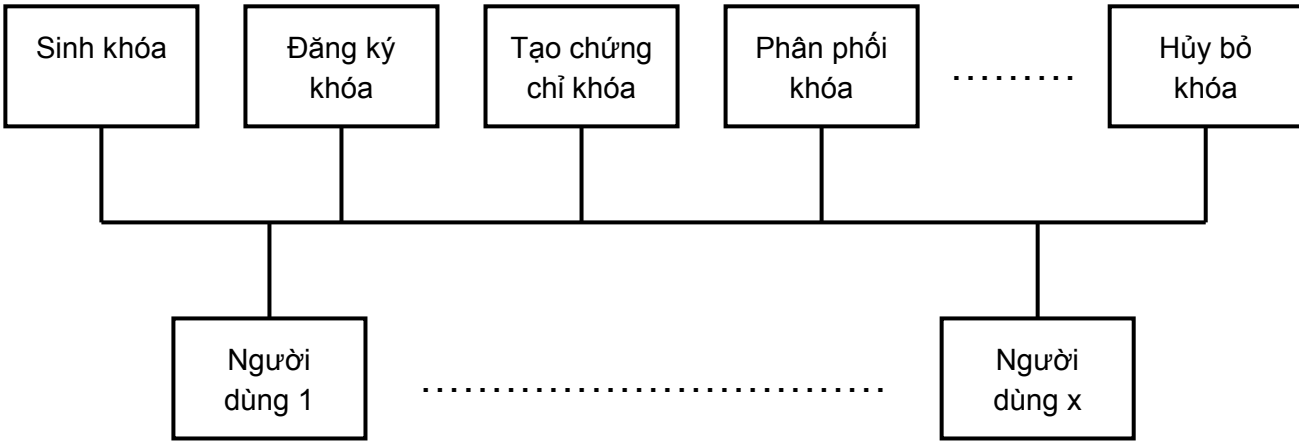 Sinh khóa
Đăng ký
khóa
Tạo chứng
chỉ khóa
Phân phối
khóa
..........
Hủy bỏ
khóa
Người
dùng 1
...................................
Người
dùng x